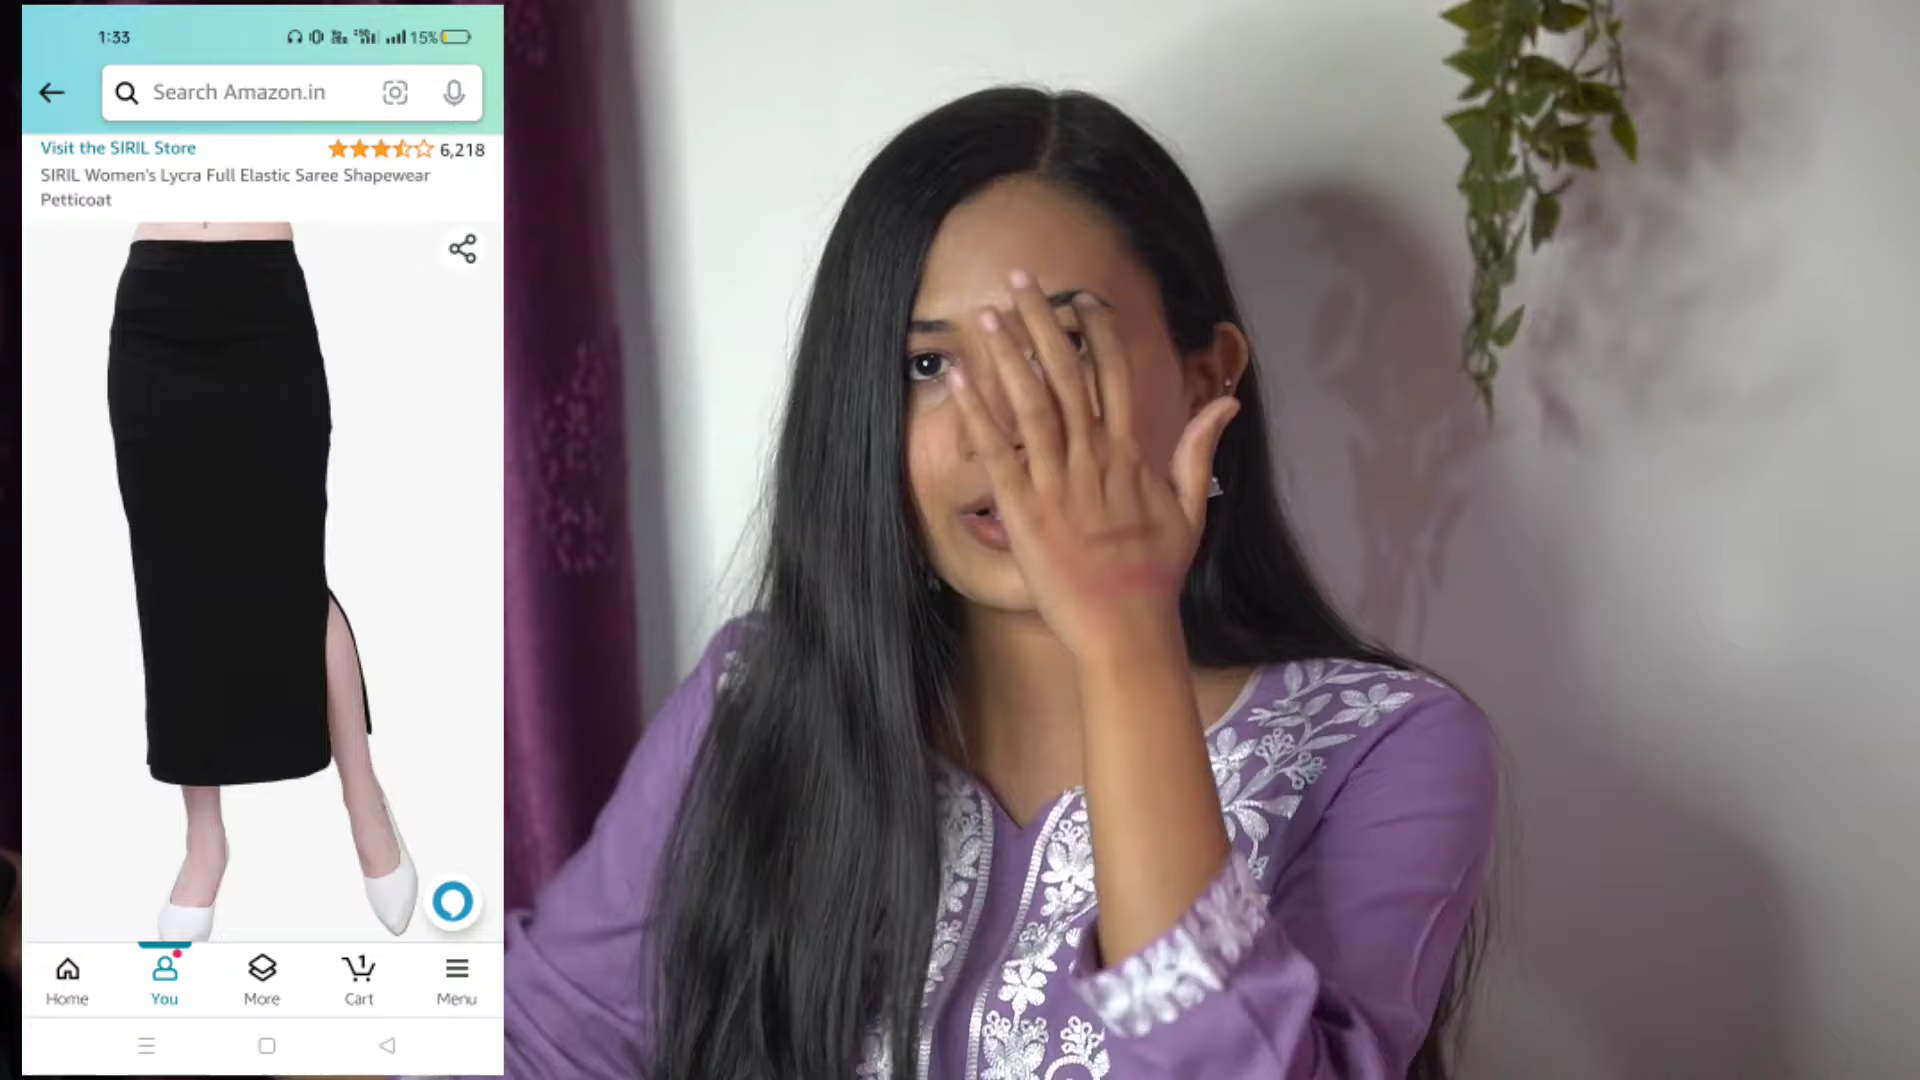 1:33
15%
Search Amazon.in
Visit the SIRIL Store
6,218
SIRIL Women's Lycra Full Elastic Saree Shapewear
Petticoat
1
Home
You
More
Cart
Menu